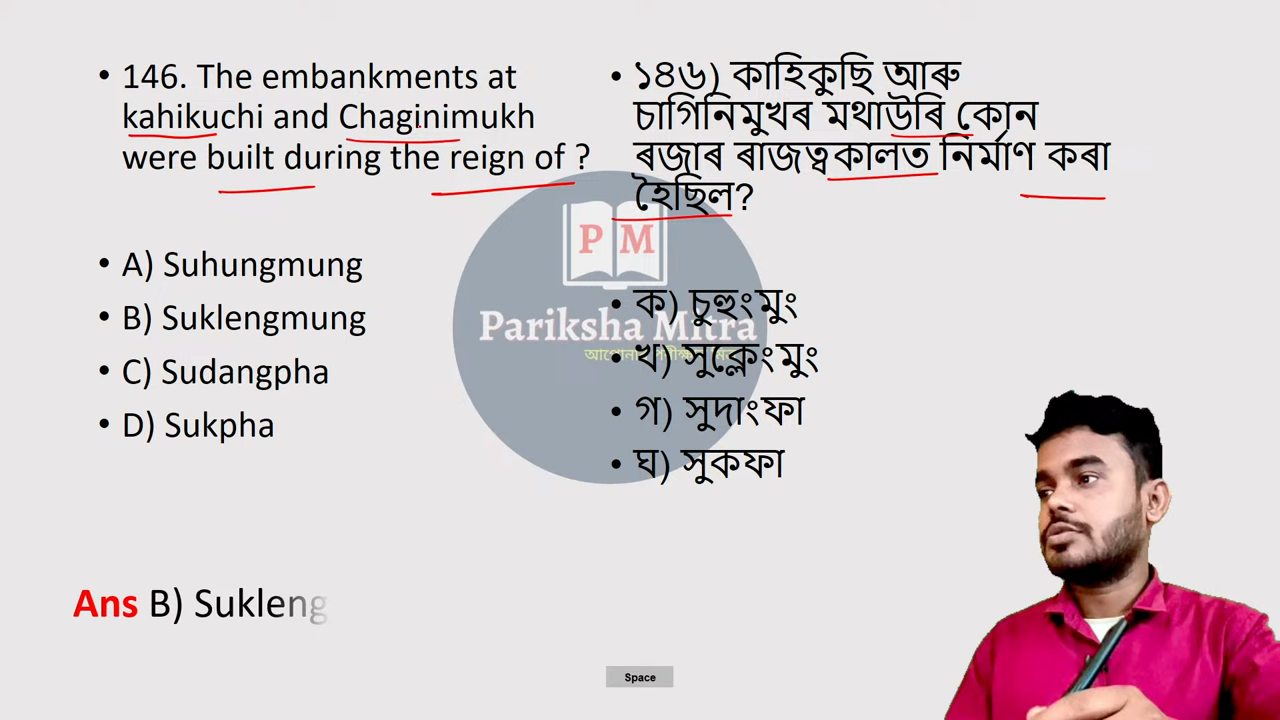 • 146. The embankments at
kahikuchi and Chaginimukh
were built during the reign of ?
• A) Suhungmung
• B) Suklengmung
• C) Sudangpha
• D) Sukpha
• ১৪৬) কাহিকুছি আৰু
চাগিনিমুখৰ মথাউৰি কোন
ৰজাৰ ৰাজত্বকালত নিৰ্মাণ কৰা
হৈছিল?
• ক) চুহুংমুং
• খ) সুক্লেংমুং
• গ) সুদাংফা
• ঘ) সুকফা
P M
Pariksha Mitra
Ans B) Sukleng
Space